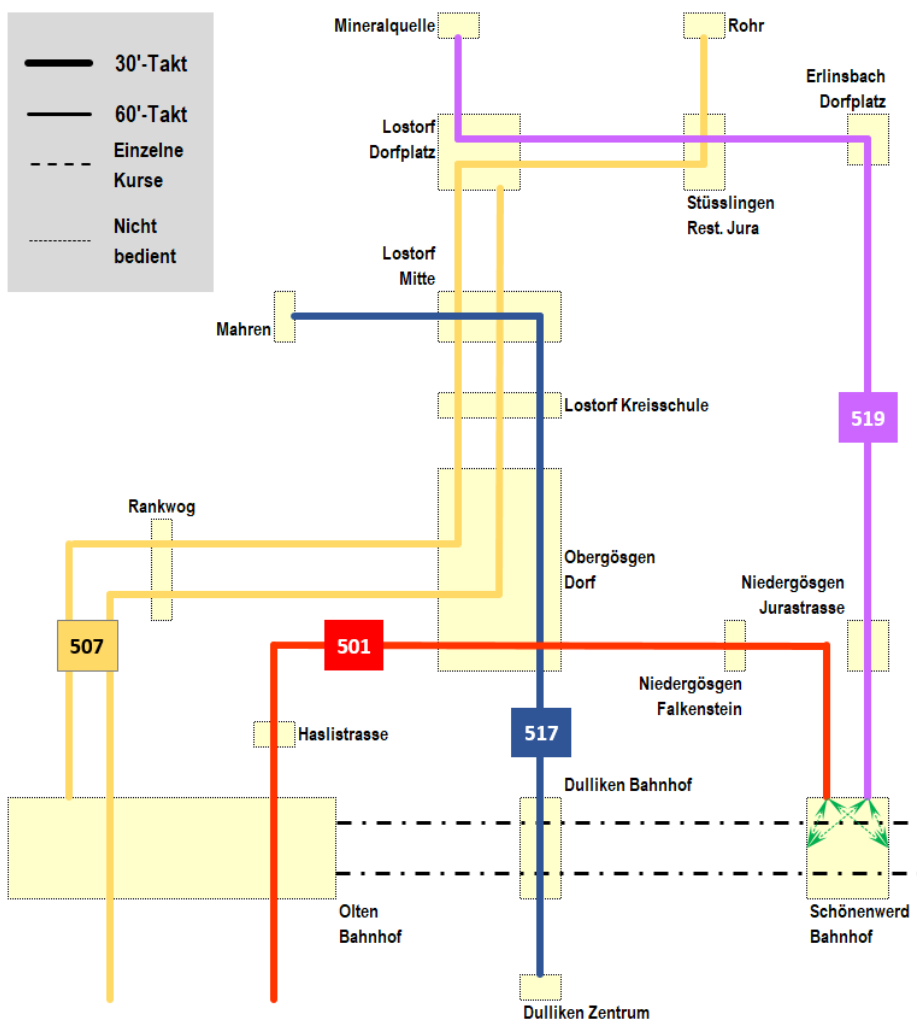 30'-Takt
60'-Takt
Einzelne
Kurse
Nicht
bedient
Mineralquelle
Rohr
Erlinsbach
Dorfplatz
Lostorf
Dorfplatz
Stüsslingen
Rest. Jura
Lostorf
Mitte
Mahren
Lostorf Kreisschule
519
Rankwog
Obergösgen
Dorf
Niedergösgen
Jurastrasse
507
501
Niedergösgen
Falkenstein
Haslistrasse
517
Dulliken Bahnhof
Olten
Bahnhof
Schönenwerd
Bahnhof
Dulliken Zentrum